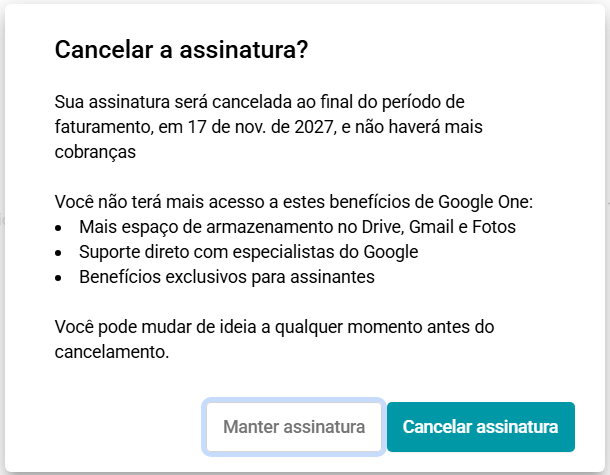 Cancelar a assinatura?
Sua assinatura será cancelada ao final do período de
faturamento, em 17 de nov. de 2027, e não haverá mais
cobranças
Você não terá mais acesso a estes benefícios de Google One:
• Mais espaço de armazenamento no Drive, Gmail e Fotos
• Suporte direto com especialistas do Google
• Benefícios exclusivos para assinantes
Você pode mudar de ideia a qualquer momento antes do
cancelamento.
Manter assinatura
Cancelar assinatura